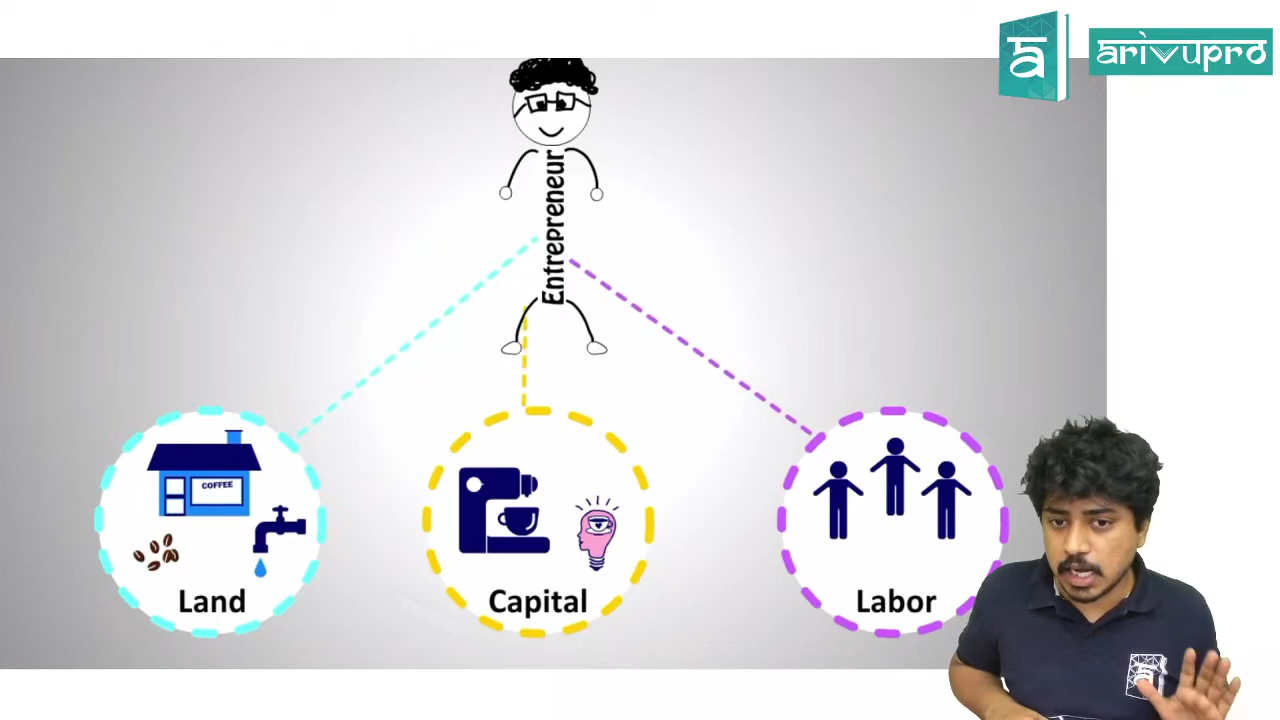 arivupro
Entrepreneur
COFFEE
Land
Capital
Labor